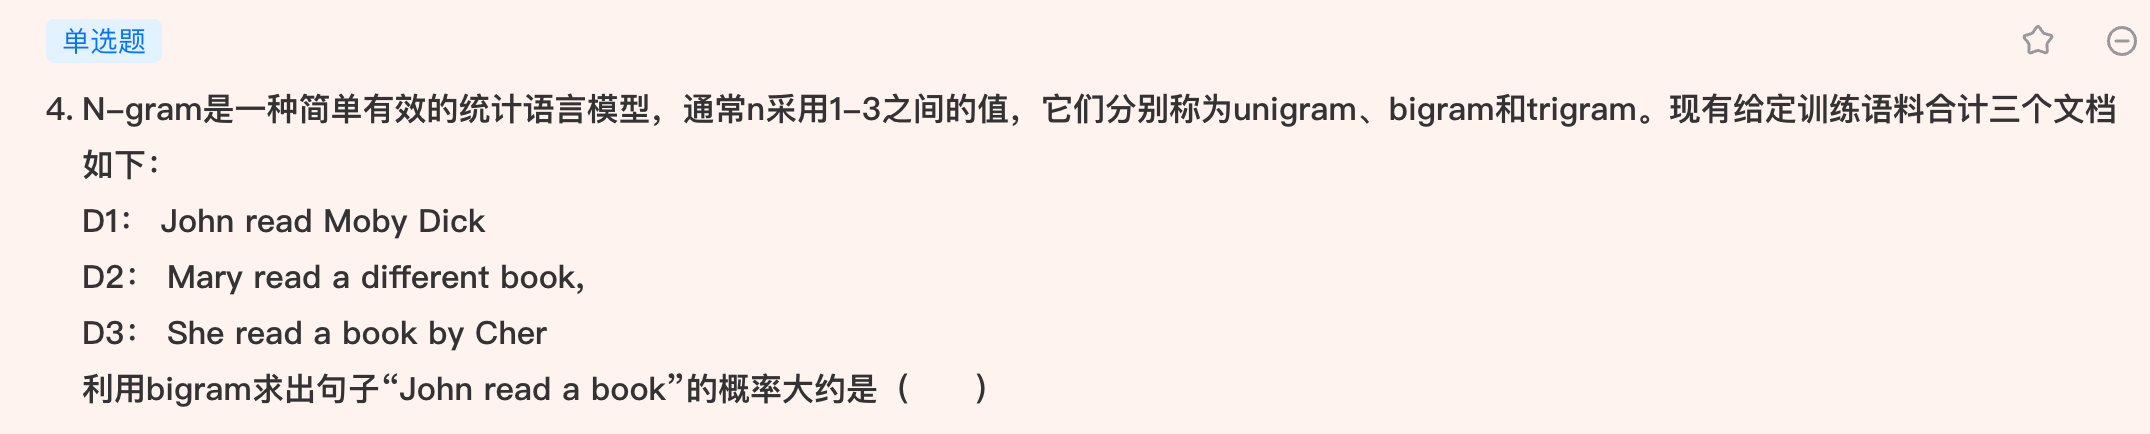 单选题
4. N-gram是一种简单有效的统计语言模型，通常n采用1-3之间的值，它们分别称为unigram、bigram和trigram。现有给定训练语料合计三个文档
如下：
D1： John read Moby Dick
D2： Mary read a different book,
D3： She read a book by Cher
利用bigram求出句子“John read a book”的概率大约是（　　）